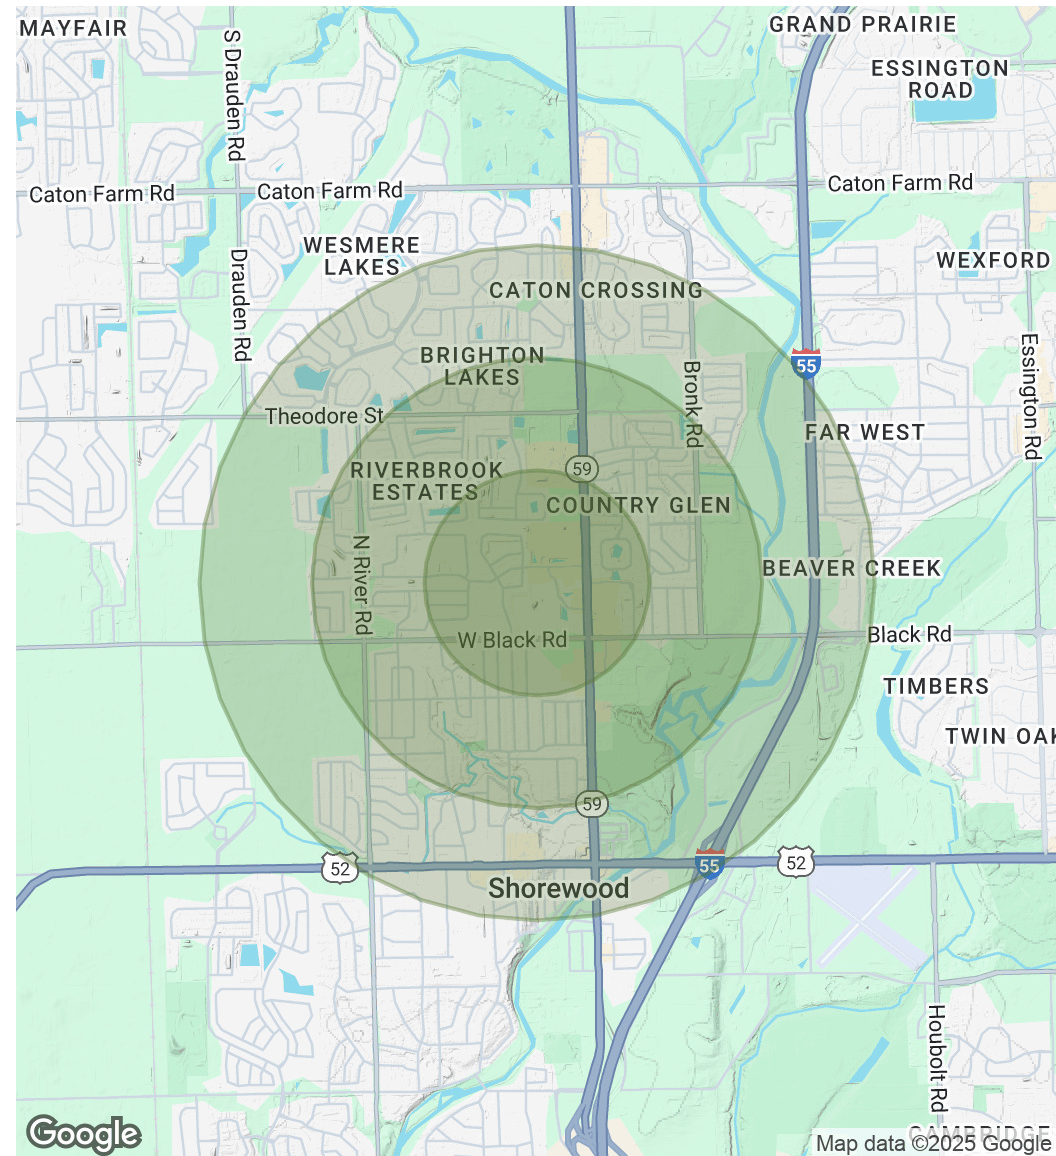 MAYFAIR
GRAND PRAIRIE
S Drauden Rd
ESSINGTON
ROAD
Caton Farm Rd
Caton Farm Rd
Caton Farm Rd
WESMERE
LAKES
Drauden Rd
WEXFORD
CATON CROSSING
BRIGHTON
LAKES
Bronk Rd
55
Essington Rd
Theodore St
FAR WEST
RIVERBROOK
ESTATES
59
COUNTRY GLEN
N River Rd
BEAVER CREEK
W Black Rd
Black Rd
TIMBERS
TWIN OAK
59
52
55
52
Shorewood
Houbolt Rd
CAMBRIDGE
Google
Map data ©2025 Google